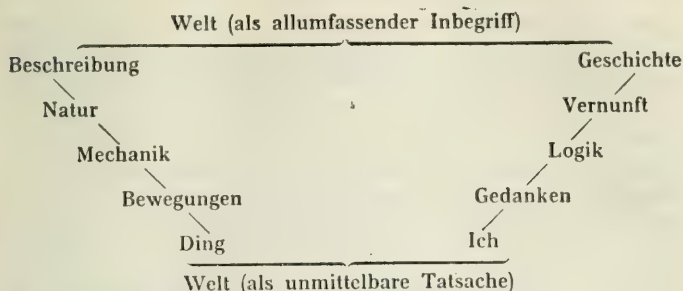 Welt (als allumfassender Inbegriff)
Beschreibung Geschichte
Natur Vernunft
Mechanik Logik
Bewegungen Gedanken
Ding Ich
Welt (als unmittelbare Tatsache)